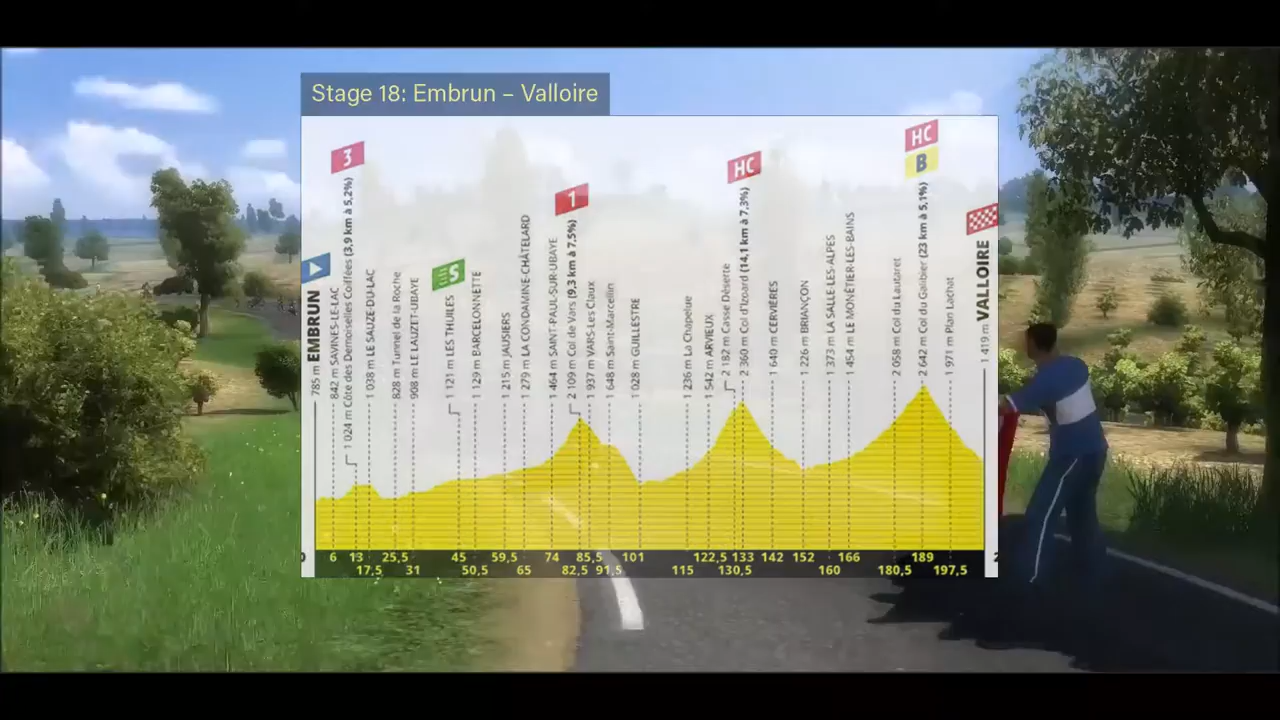 Stage 18: Embrun – Valloire
785 m EMBRUN
842 m SAVINES-LE-LAC
3
1 024 m Côte des Demoiselles Coiffées (3,9 km à 5,2%)
1 038 m LE SAUZE-DU-LAC
828 m Tunnel de la Roche
908 m LE LAUZET-UBAYE
S
1 121 m LES THUILES
1 129 m BARCELONNETTE
1 215 m JAUSIERS
1 279 m LA CONDAMINE-CHÂTELARD
1 464 m SAINT-PAUL-SUR-UBAYE
1
2 109 m Col de Vars (9,3 km à 7,5%)
1 937 m VARS-Les Claux
1 648 m Saint-Marcellin
1 028 m GUILLESTRE
1 236 m La Chapelue
1 542 m ARVIEUX
2 182 m Casse Déserte
HC
2 360 m Col d'Izoard (14,1 km à 7,3%)
1 640 m CERVIÈRES
1 226 m BRIANÇON
1 373 m LA SALLE-LES-ALPES
1 454 m LE MONÊTIER-LES-BAINS
2 058 m Col du Lautaret
HC
B
2 642 m Col du Galibier (23 km à 5,1%)
1 971 m Plan Lachat
1 419 m VALLOIRE
0 6 13 25,5 45 59,5 74 85,5 101 122,5 133 142 152 166 189
17,5 31 50,5 65 82,5 91,5 115 130,5 160 180,5 197,5